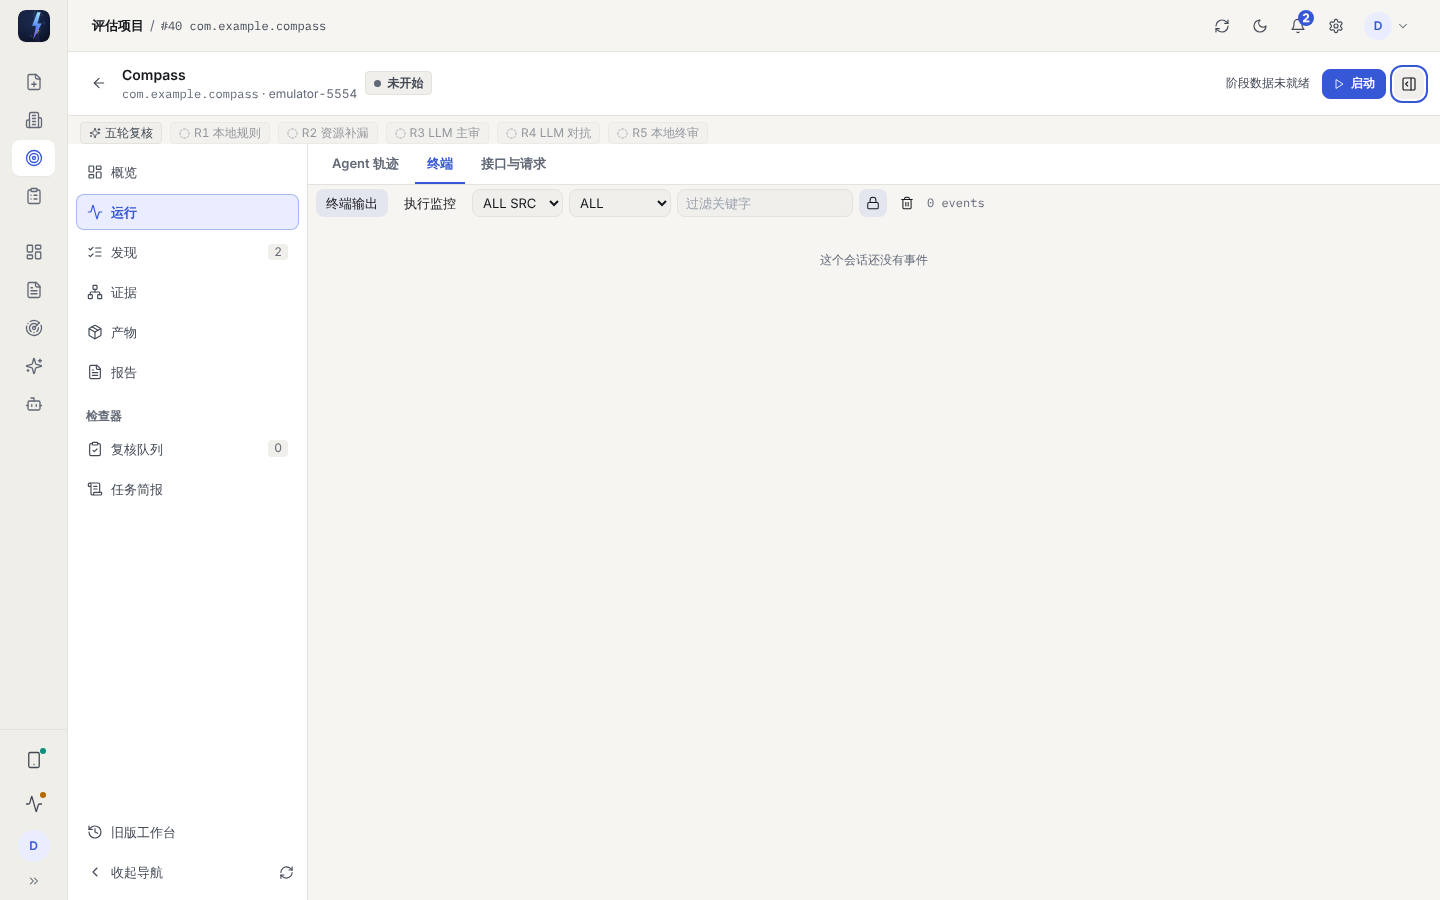 评估项目 / #40 com.example.compass
2
D
Compass
com.example.compass · emulator-5554
未开始
阶段数据未就绪
启动
五轮复核
R1 本地规则
R2 资源补漏
R3 LLM 主审
R4 LLM 对抗
R5 本地终审
概览
运行
发现 2
证据
产物
报告
检查器
复核队列 0
任务简报
旧版工作台
收起导航
D
Agent 轨迹
终端
接口与请求
终端输出
执行监控
ALL SRC
ALL
过滤关键字
0 events
这个会话还没有事件